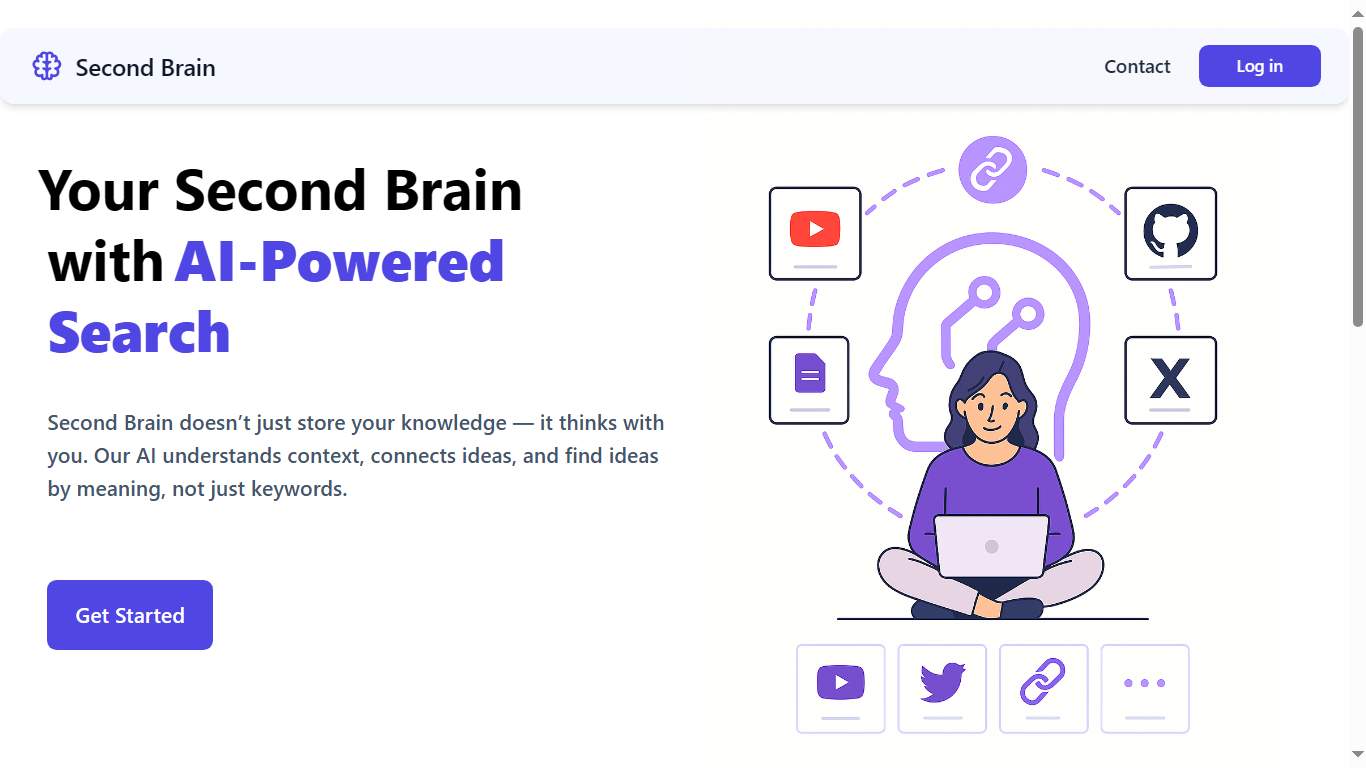 Second Brain
Contact
Log in
Your Second Brain
with AI-Powered
Search
Second Brain doesn’t just store your knowledge — it thinks with
you. Our AI understands context, connects ideas, and find ideas
by meaning, not just keywords.
Get Started